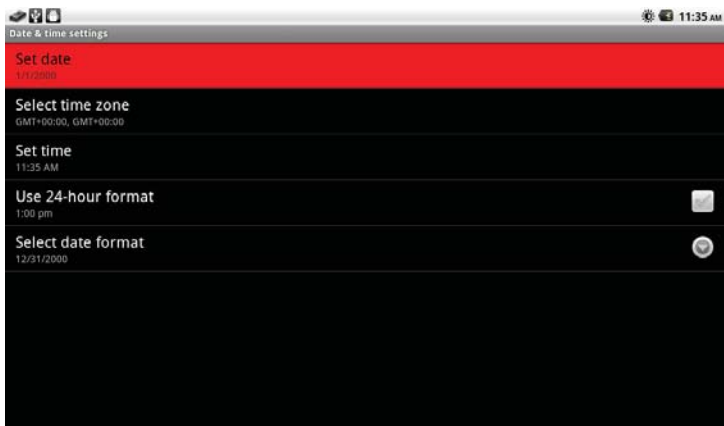 11:35 AM
Date & time settings
Set date
1/1/2000
Select time zone
GMT+00:00, GMT+00:00
Set time
11:35 AM
Use 24-hour format
1:00 pm
Select date format
12/31/2000